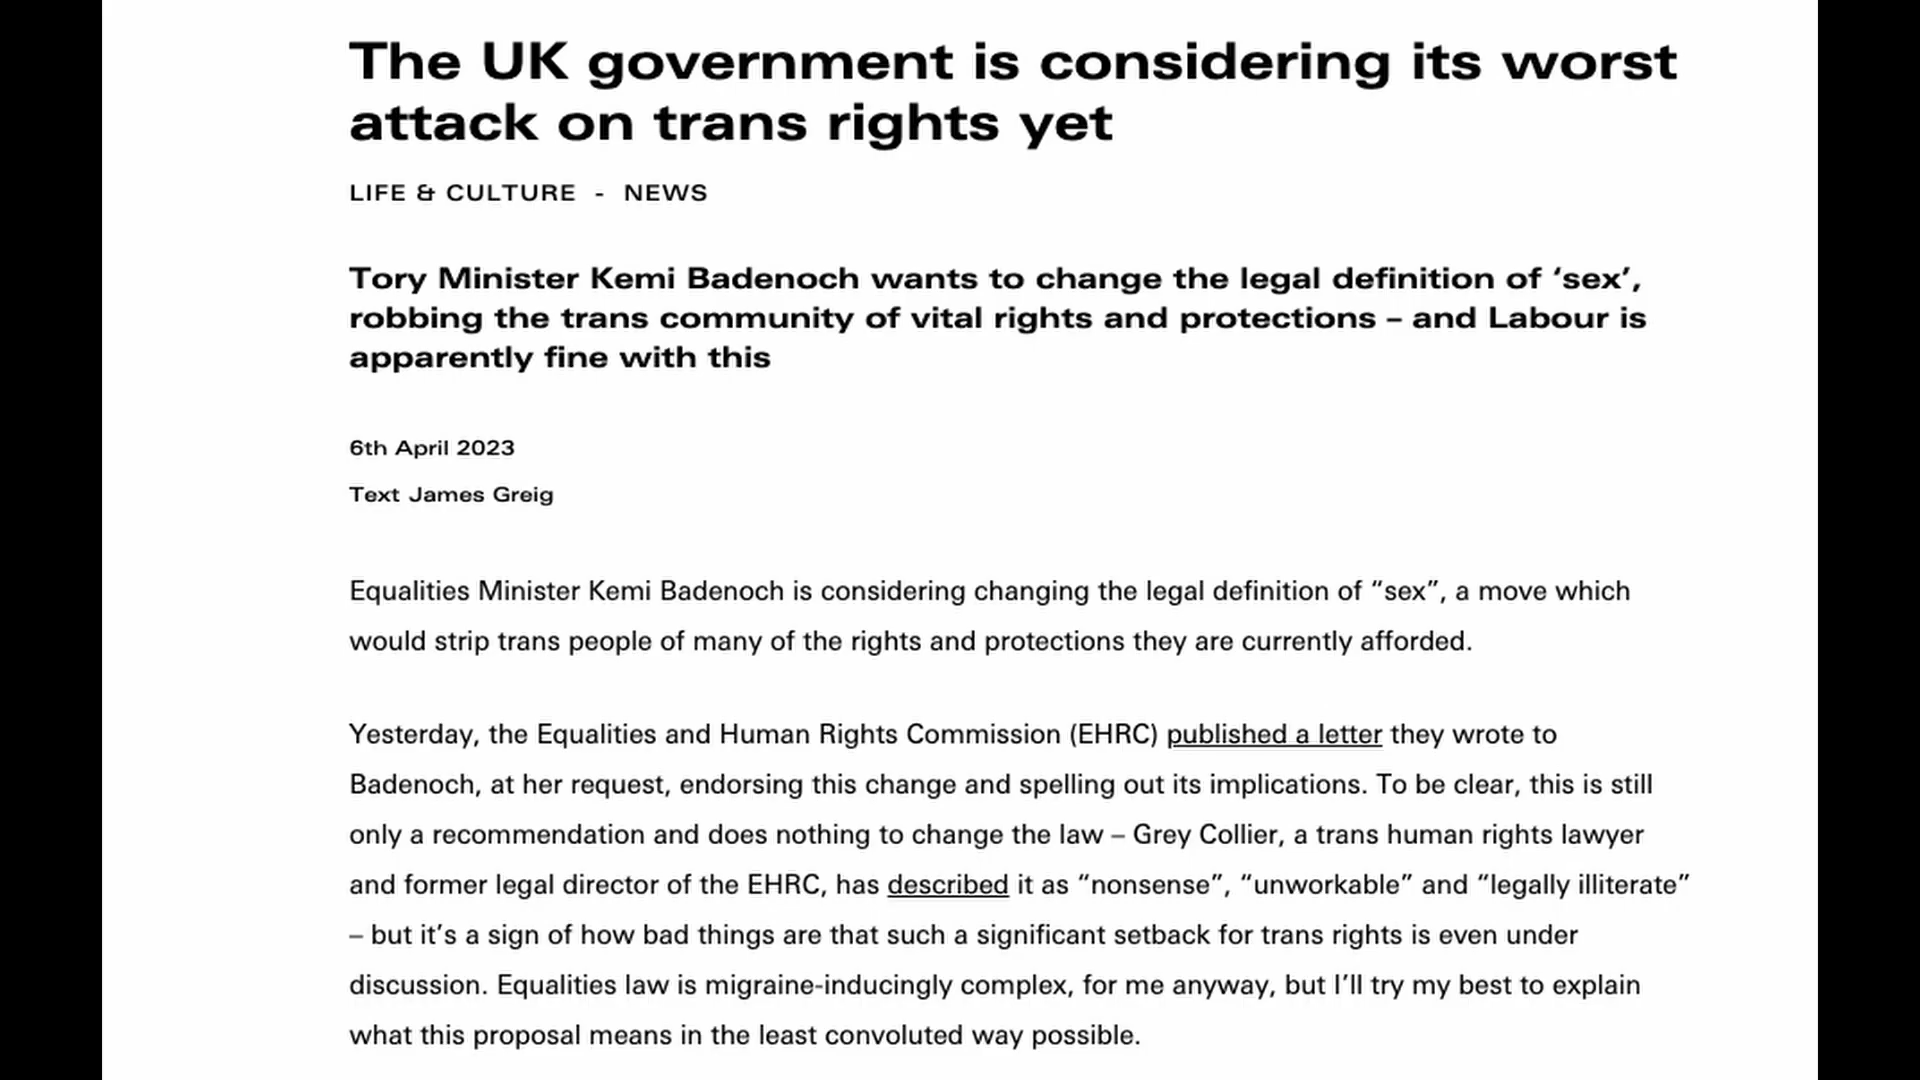 The UK government is considering its worst
attack on trans rights yet
LIFE & CULTURE - NEWS
Tory Minister Kemi Badenoch wants to change the legal definition of ‘sex’,
robbing the trans community of vital rights and protections – and Labour is
apparently fine with this
6th April 2023
Text James Greig
Equalities Minister Kemi Badenoch is considering changing the legal definition of “sex”, a move which
would strip trans people of many of the rights and protections they are currently afforded.
Yesterday, the Equalities and Human Rights Commission (EHRC) published a letter they wrote to
Badenoch, at her request, endorsing this change and spelling out its implications. To be clear, this is still
only a recommendation and does nothing to change the law – Grey Collier, a trans human rights lawyer
and former legal director of the EHRC, has described it as “nonsense”, “unworkable” and “legally illiterate”
– but it’s a sign of how bad things are that such a significant setback for trans rights is even under
discussion. Equalities law is migraine-inducingly complex, for me anyway, but I’ll try my best to explain
what this proposal means in the least convoluted way possible.